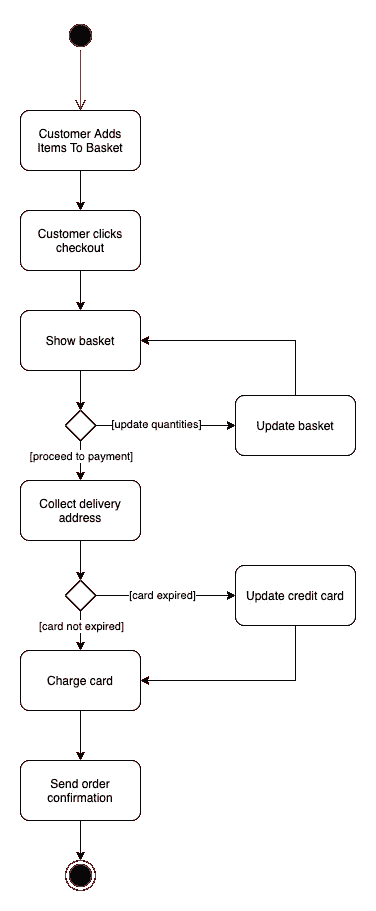 Customer Adds
Items To Basket
Customer clicks
checkout
Show basket
[update quantities]
Update basket
[proceed to payment]
Collect delivery
address
[card expired]
Update credit card
[card not expired]
Charge card
Send order
confirmation